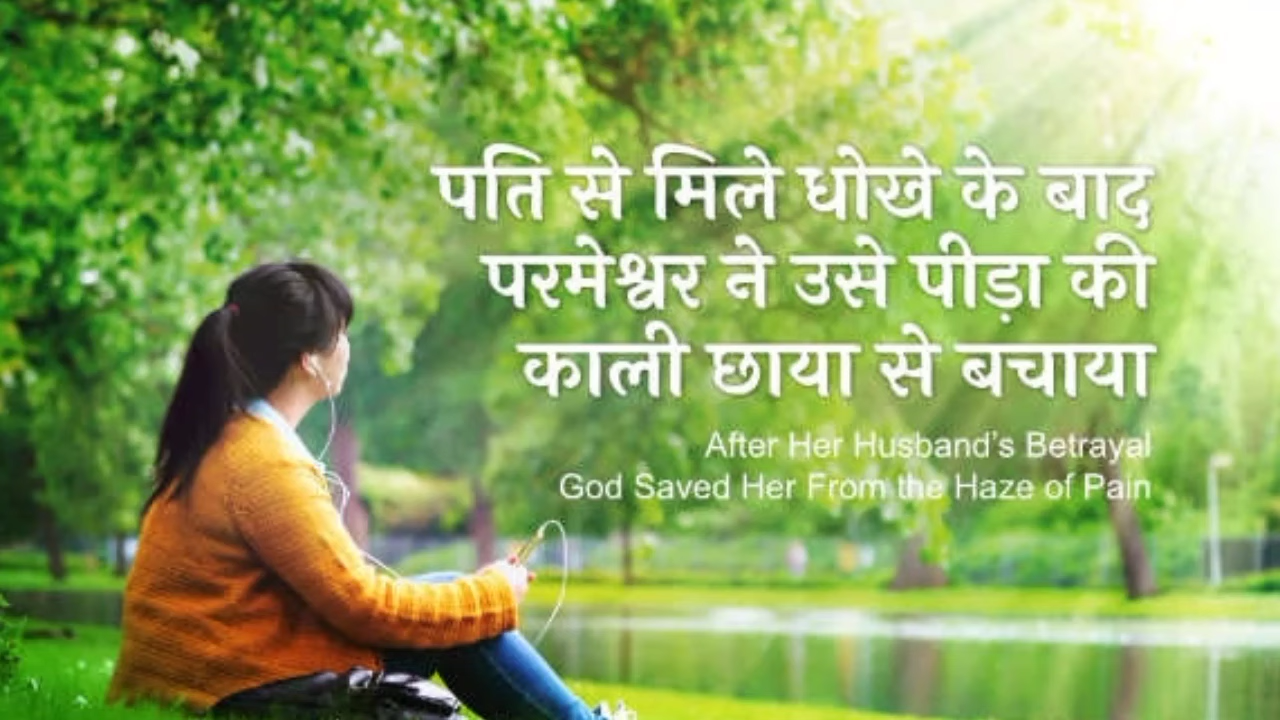 पति से मिले धोखे के बाद
परमेश्वर ने उसे पीड़ा की
काली छाया से बचाया
After Her Husband's Betrayal
God Saved Her From the Haze of Pain